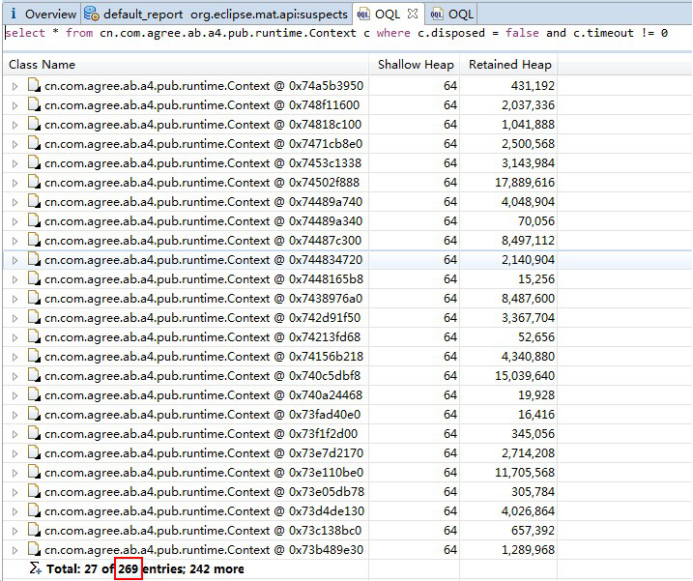 Overview default_report org.eclipse.mat.api:suspects OQL OQL
select * from cn.com.agree.ab.a4.pub.runtime.Context c where c.disposed = false and c.timeout != 0
Class Name Shallow Heap Retained Heap
cn.com.agree.ab.a4.pub.runtime.Context @ 0x74a5b3950 64 431,192
cn.com.agree.ab.a4.pub.runtime.Context @ 0x748f11600 64 2,037,336
cn.com.agree.ab.a4.pub.runtime.Context @ 0x74818c100 64 1,041,888
cn.com.agree.ab.a4.pub.runtime.Context @ 0x7471cb8e0 64 2,500,568
cn.com.agree.ab.a4.pub.runtime.Context @ 0x7453c1338 64 3,143,984
cn.com.agree.ab.a4.pub.runtime.Context @ 0x74502f888 64 17,889,616
cn.com.agree.ab.a4.pub.runtime.Context @ 0x74489a740 64 4,048,904
cn.com.agree.ab.a4.pub.runtime.Context @ 0x74489a340 64 70,056
cn.com.agree.ab.a4.pub.runtime.Context @ 0x74487c300 64 8,497,112
cn.com.agree.ab.a4.pub.runtime.Context @ 0x744834720 64 2,140,904
cn.com.agree.ab.a4.pub.runtime.Context @ 0x7448165b8 64 15,256
cn.com.agree.ab.a4.pub.runtime.Context @ 0x7438976a0 64 8,487,600
cn.com.agree.ab.a4.pub.runtime.Context @ 0x742d91f50 64 3,367,704
cn.com.agree.ab.a4.pub.runtime.Context @ 0x74213fd68 64 52,656
cn.com.agree.ab.a4.pub.runtime.Context @ 0x74156b218 64 4,340,880
cn.com.agree.ab.a4.pub.runtime.Context @ 0x740c5dbf8 64 15,039,640
cn.com.agree.ab.a4.pub.runtime.Context @ 0x740a24468 64 19,928
cn.com.agree.ab.a4.pub.runtime.Context @ 0x73fad40e0 64 16,416
cn.com.agree.ab.a4.pub.runtime.Context @ 0x73f1f2d00 64 345,056
cn.com.agree.ab.a4.pub.runtime.Context @ 0x73e7d2170 64 2,714,208
cn.com.agree.ab.a4.pub.runtime.Context @ 0x73e110be0 64 11,705,568
cn.com.agree.ab.a4.pub.runtime.Context @ 0x73e05db78 64 305,784
cn.com.agree.ab.a4.pub.runtime.Context @ 0x73d4de130 64 4,026,864
cn.com.agree.ab.a4.pub.runtime.Context @ 0x73c138bc0 64 657,392
cn.com.agree.ab.a4.pub.runtime.Context @ 0x73b489e30 64 1,289,968
Total: 27 of 269 entries; 242 more